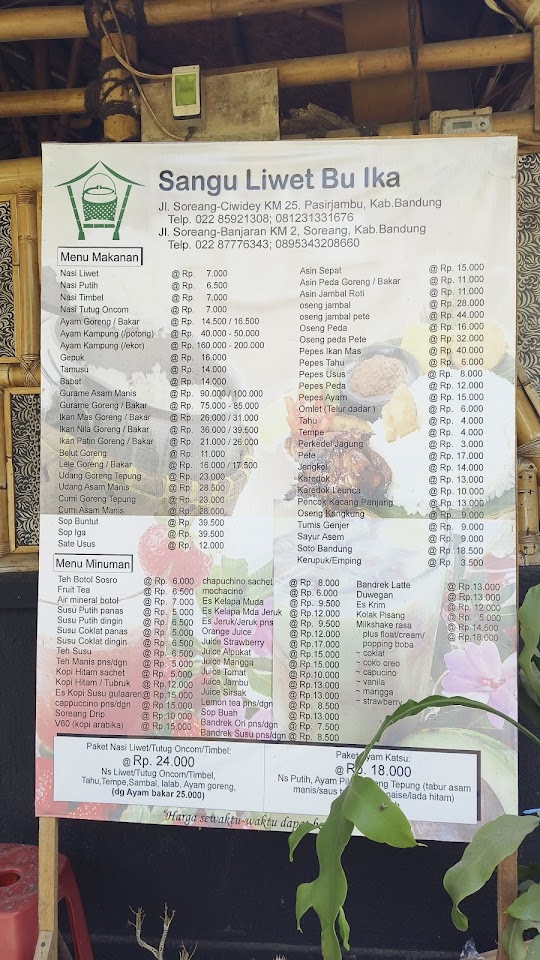 Sangu Liwet Bu Ika
Jl. Soreang-Ciwidey KM 25, Pasirjambu, Kab.Bandung
Telp. 022 85921308; 081231331676
Jl. Soreang-Banjaran KM 2, Soreang, Kab.Bandung
Telp. 022 87776343; 0895343208660
Menu Makanan
Nasi Liwet @ Rp. 7.000
Nasi Putih @ Rp. 6.500
Nasi Timbel @ Rp. 7.000
Nasi Tutug Oncom @ Rp. 7.000
Ayam Goreng / Bakar @ Rp. 14.500 / 16.500
Ayam Kampung (/potong) @ Rp. 40.000 - 50.000
Ayam Kampung (/ekor) @ Rp. 160.000 - 200.000
Gepuk @ Rp. 16.000
Tamusu @ Rp. 14.000
Babat @ Rp. 14.000
Gurame Asam Manis @ Rp. 90.000 / 100.000
Gurame Goreng / Bakar @ Rp. 75.000 - 85.000
Ikan Mas Goreng / Bakar @ Rp. 26.000 / 31.000
Ikan Nila Goreng / Bakar @ Rp. 36.000 / 39.500
Ikan Patin Goreng / Bakar @ Rp. 21.000 / 26.000
Belut Goreng @ Rp. 11.000
Lele Goreng / Bakar @ Rp. 16.000 / 17.500
Udang Goreng Tepung @ Rp. 23.000
Udang Asam Manis @ Rp. 28.500
Cumi Goreng Tepung @ Rp. 23.000
Cumi Asam Manis @ Rp. 28.000
Sop Buntut @ Rp. 39.500
Sop Iga @ Rp. 39.500
Sate Usus @ Rp. 12.000
Asin Sepat @ Rp. 15.000
Asin Peda Goreng / Bakar @ Rp. 11.000
Asin Jambal Roti @ Rp. 11.000
oseng jambal @ Rp. 28.000
oseng jambal pete @ Rp. 44.000
Oseng Peda @ Rp. 16.000
Oseng peda Pete @ Rp. 32.000
Pepes Ikan Mas @ Rp. 40.000
Pepes Tahu @ Rp. 6.000
Pepes Usus @ Rp. 8.000
Pepes Peda @ Rp. 12.000
Pepes Ayam @ Rp. 15.000
Omlet (Telur dadar ) @ Rp. 6.000
Tahu @ Rp. 4.000
Tempe @ Rp. 4.000
Perkedel Jagung @ Rp. 3.000
Pete @ Rp. 17.000
Jengkol @ Rp. 14.000
Karedok @ Rp. 13.000
Karedok Leunca @ Rp. 10.000
Pencok Kacang Panjang @ Rp. 13.000
Oseng Kangkung @ Rp. 9.000
Tumis Genjer @ Rp. 9.000
Sayur Asem @ Rp. 9.000
Soto Bandung @ Rp. 18.500
Kerupuk/Emping @ Rp. 3.500
Menu Minuman
Teh Botol Sosro @ Rp. 6.000
Fruit Tea @ Rp. 6.500
Air mineral botol @ Rp. 7.000
Susu Putih panas @ Rp. 5.000
Susu Putih dingin @ Rp. 6.500
Susu Coklat panas @ Rp. 5.000
Susu Coklat dingin @ Rp. 6.500
Teh Susu @ Rp. 6.500
Teh Manis pns/dgn @ Rp. 5.000
Kopi Hitam sachet @ Rp. 5.000
Kopi Hitam / Tubruk @ Rp. 12.000
Es Kopi Susu gulaaren @ Rp. 15.000
cappuccino pns/dgn @ Rp. 15.000
Soreang Drip @ Rp. 10.000
V60 (kopi arabika) @ Rp. 15.000
chapuchino sachet @ Rp. 8.000
mochacino @ Rp. 6.000
Es Kelapa Muda @ Rp. 9.500
Es Kelapa Muda Jeruk @ Rp. 12.000
Es Jeruk/Jeruk pns @ Rp. 9.500
Orange Juice @ Rp. 12.000
Juice Strawberry @ Rp. 17.000
Juice Alpukat @ Rp. 15.000
Juice Mangga @ Rp. 15.000
Juice Tomat @ Rp. 13.000
Juice Jambu @ Rp. 13.000
Juice Sirsak @ Rp. 13.000
Lemon tea pns/dgn @ Rp. 8.500
Sop Buah @ Rp. 13.000
Bandrek Ori pns/dgn @ Rp. 7.500
Bandrek Susu pns/dgn @ Rp. 8.500
Bandrek Latte @ Rp.13.000
Duwegan @ Rp.13.000
Es Krim @ Rp. 12.000
Kolak Pisang @ Rp. 5.000
Milkshake rasa @ Rp. 14.500
plus float/cream/ @ Rp.18.000
popping boba
~ coklat
~ coko oreo
~ capucino
~ vanila
~ mangga
~ strawberry
Paket Nasi Liwet/Tutug Oncom/Timbel:
@ Rp. 24.000
Ns Liwet/Tutug Oncom/Timbel,
Tahu,Tempe,Sambal, lalab, Ayam goreng,
(dg Ayam bakar 25.000)
Paket Ayam Katsu:
@ Rp. 18.000
Ns Putih, Ayam Tepung (tabur asam
manis/saus /lada hitam)
"Harga sewaktu-waktu